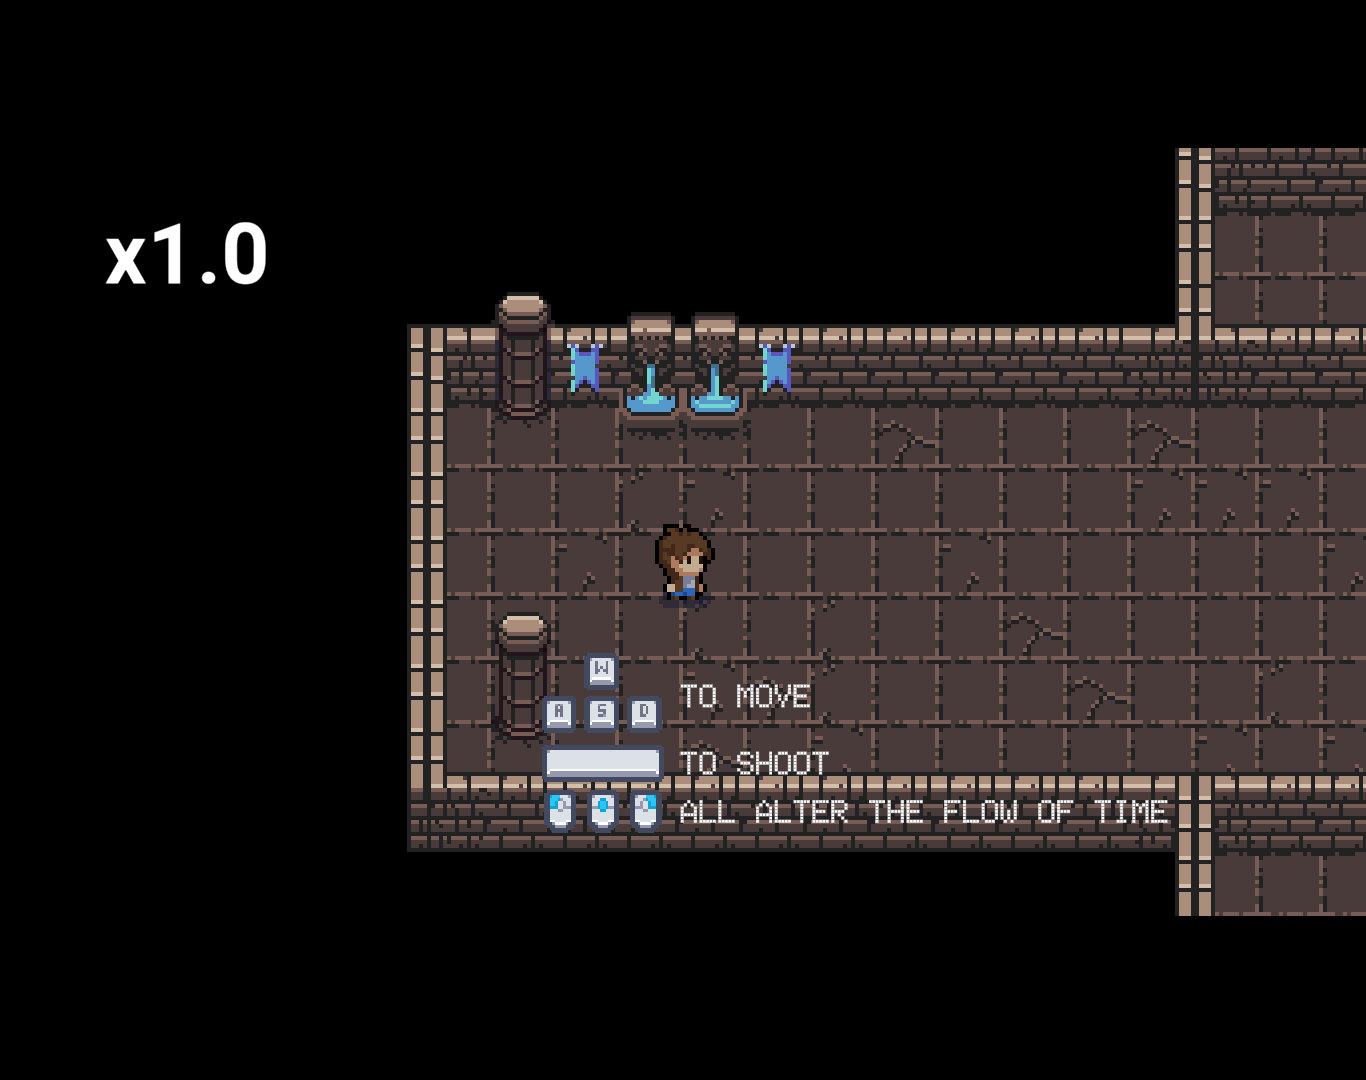 x1.0
W
A S D TO MOVE
TO SHOOT
ALL ALTER THE FLOW OF TIME